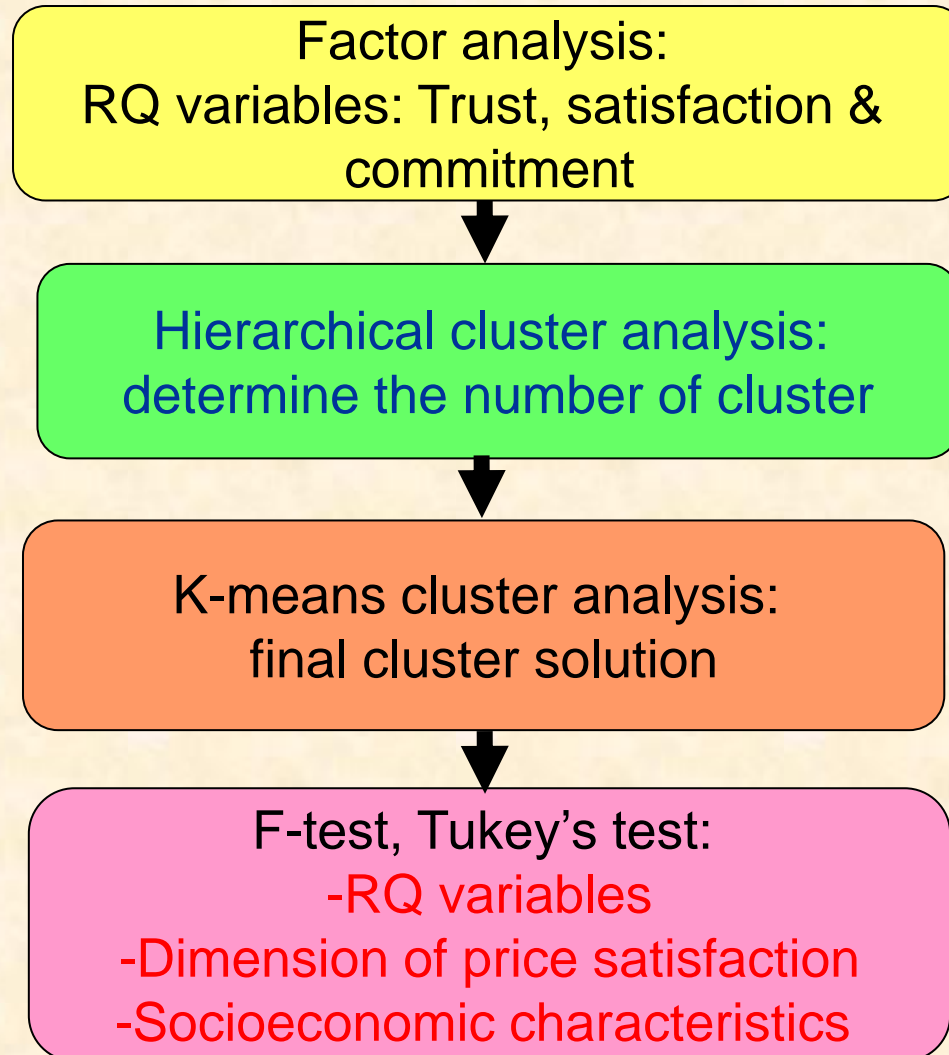 Factor analysis:
RQ variables: Trust, satisfaction &
commitment
Hierarchical cluster analysis:
determine the number of cluster
K-means cluster analysis:
final cluster solution
F-test, Tukey’s test:
-RQ variables
-Dimension of price satisfaction
-Socioeconomic characteristics